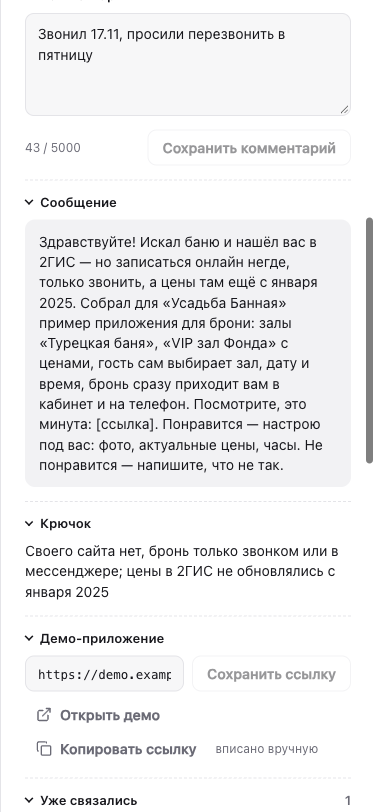 Звонил 17.11, просили перезвонить в
пятницу
43 / 5000
Сохранить комментарий
Сообщение
Здравствуйте! Искал баню и нашёл вас в
2ГИС — но записаться онлайн негде,
только звонить, а цены там ещё с января
2025. Собрал для «Усадьба Банная»
пример приложения для брони: залы
«Турецкая баня», «VIP зал Фонда» с
ценами, гость сам выбирает зал, дату и
время, бронь сразу приходит вам в
кабинет и на телефон. Посмотрите, это
минута: [ссылка]. Понравится — настрою
под вас: фото, актуальные цены, часы. Не
понравится — напишите, что не так.
Крючок
Своего сайта нет, бронь только звонком или в
мессенджере; цены в 2ГИС не обновлялись с
января 2025
Демо-приложение
https://demo.examp
Сохранить ссылку
Открыть демо
Копировать ссылку
вписано вручную
Уже связались
1